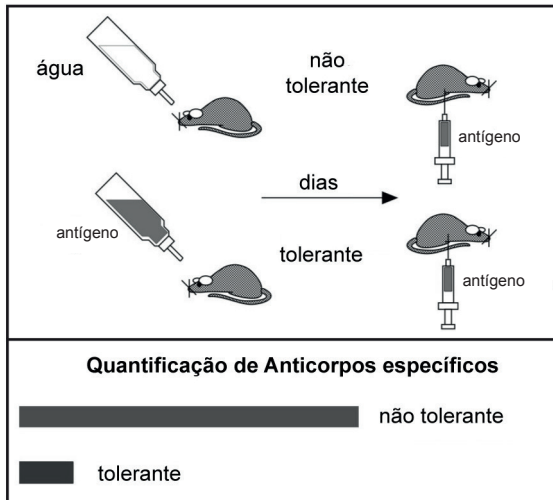 água
não
tolerante
antígeno
dias
antígeno
tolerante
antígeno
Quantificação de Anticorpos específicos
não tolerante
tolerante